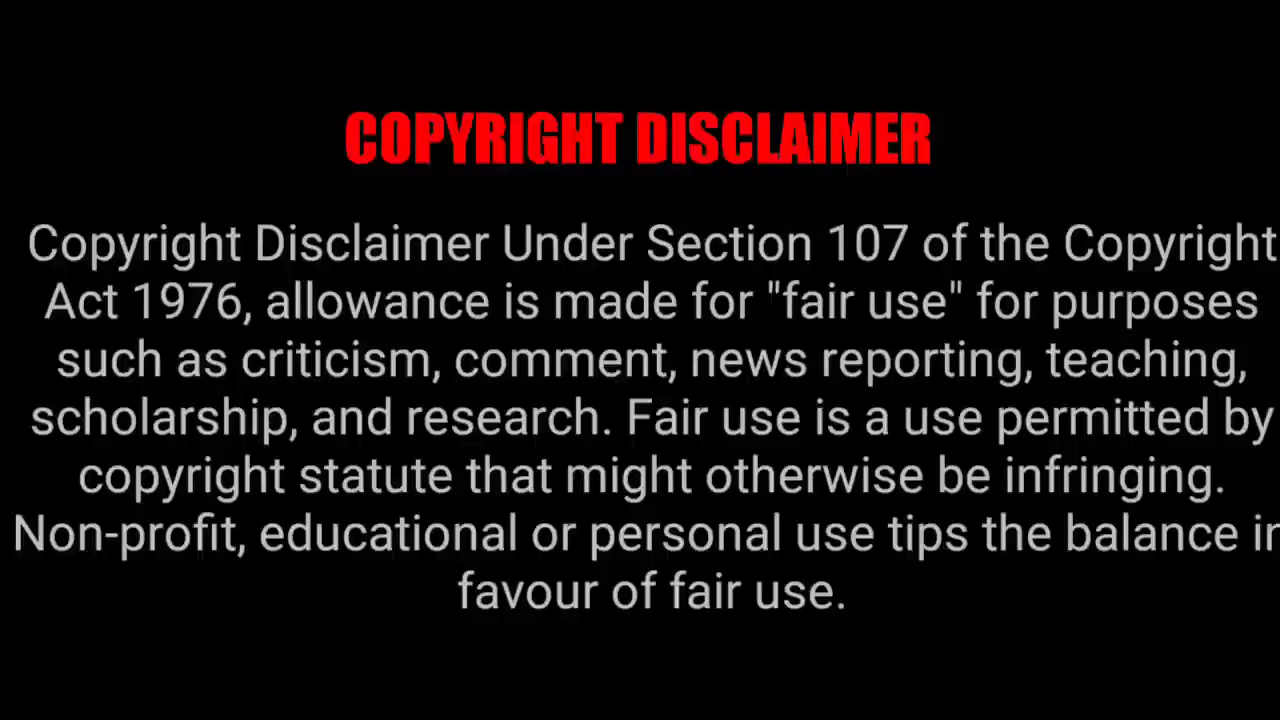 COPYRIGHT DISCLAIMER
Copyright Disclaimer Under Section 107 of the Copyright
Act 1976, allowance is made for "fair use" for purposes
such as criticism, comment, news reporting, teaching,
scholarship, and research. Fair use is a use permitted by
copyright statute that might otherwise be infringing.
Non-profit, educational or personal use tips the balance in
favour of fair use.